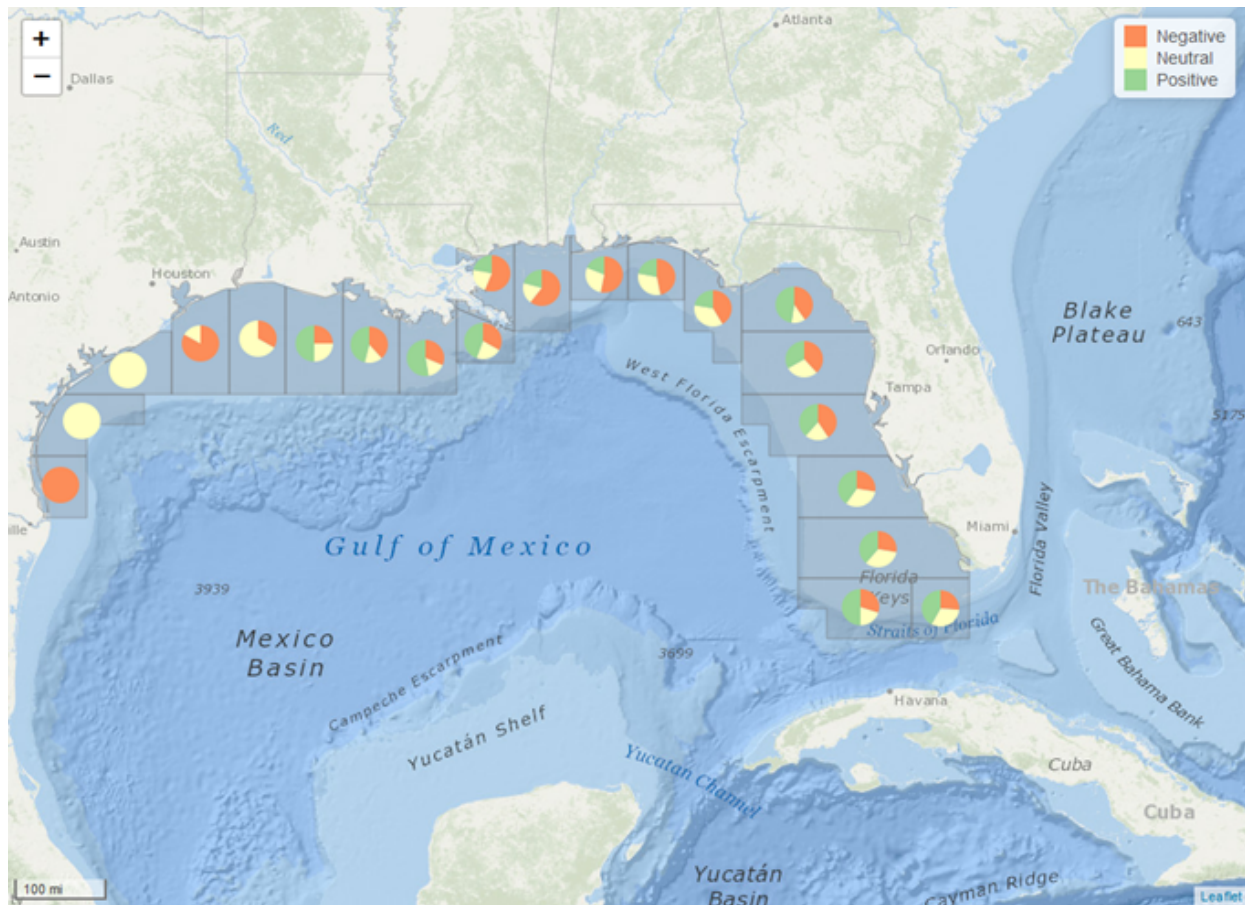 +
−
Atlanta
Negative
Neutral
Positive
Dallas
Red
Austin
Houston
Antonio
Blake
Plateau
643
Orlando
Tampa
5175
West Florida Escarpment
ille
Gulf of Mexico
Miami
Florida Valley
3939
Florida
Keys
The Bahamas
Straits of Florida
Mexico
Basin
Campeche Escarpment
3699
Great Bahama Bank
Havana
Yucatán Shelf
Yucatan Channel
Cuba
Cuba
Yucatán
Basin
Cayman Ridge
100 mi
Leaflet